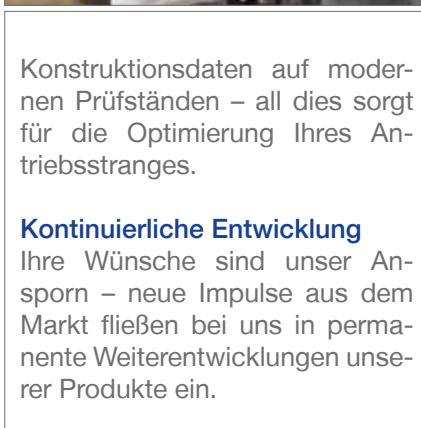 Konstruktionsdaten auf moder-
nen Prüfständen – all dies sorgt
für die Optimierung Ihres An-
triebsstranges.
Kontinuierliche Entwicklung
Ihre Wünsche sind unser An-
sporn – neue Impulse aus dem
Markt fließen bei uns in perma-
nente Weiterentwicklungen unse-
rer Produkte ein.